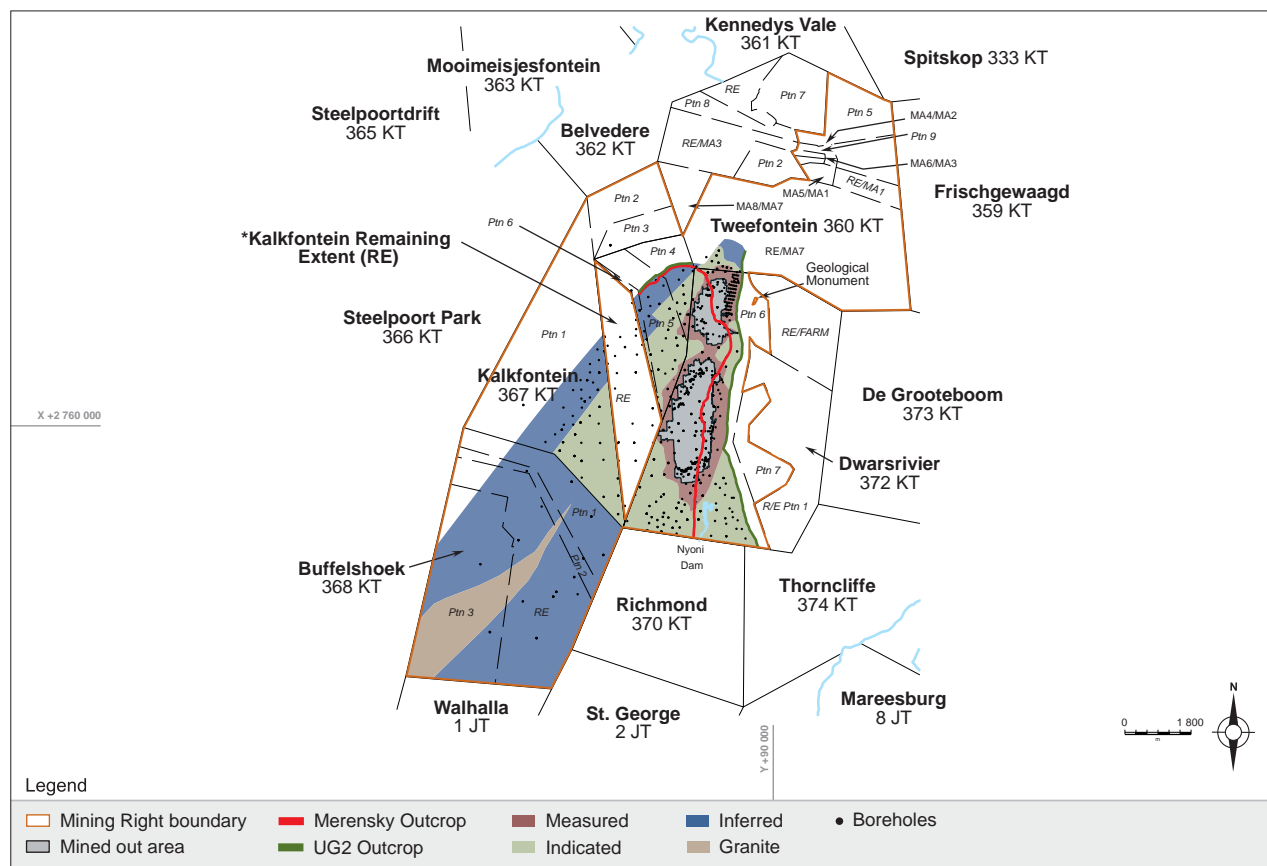 Kennedys Vale
361 KT
Spitskop 333 KT
Mooimeisjesfontein
363 KT
RE
Ptn 7
Ptn 8
Ptn 5
Steelpoortdrift
365 KT
MA4/MA2
Belvedere
362 KT
Ptn 9
RE/MA3
Ptn 2
MA6/MA3
RE/MA1
MA5/MA1
Frischgewaagd
359 KT
Ptn 2
MA8/MA7
Ptn 6
Ptn 3
Tweefontein 360 KT
*Kalkfontein Remaining
Extent (RE)
Ptn 4
RE/MA7
Geological
Monument
Steelpoort Park
366 KT
Ptn 1
Ptn 5
Ptn 6
RE/FARM
Kalkfontein
367 KT
RE
De Grooteboom
373 KT
X +2 760 000
Dwarsrivier
372 KT
Ptn 7
R/E Ptn 1
Ptn 1
Nyoni
Dam
Buffelshoek
368 KT
Ptn 2
Thorncliffe
374 KT
Ptn 3
RE
Richmond
370 KT
Walhalla
1 JT
St. George
2 JT
Mareesburg
8 JT
N
0 1 800
m
Y +90 000
Legend
Mining Right boundary
Merensky Outcrop
Measured
Inferred
Boreholes
Mined out area
UG2 Outcrop
Indicated
Granite